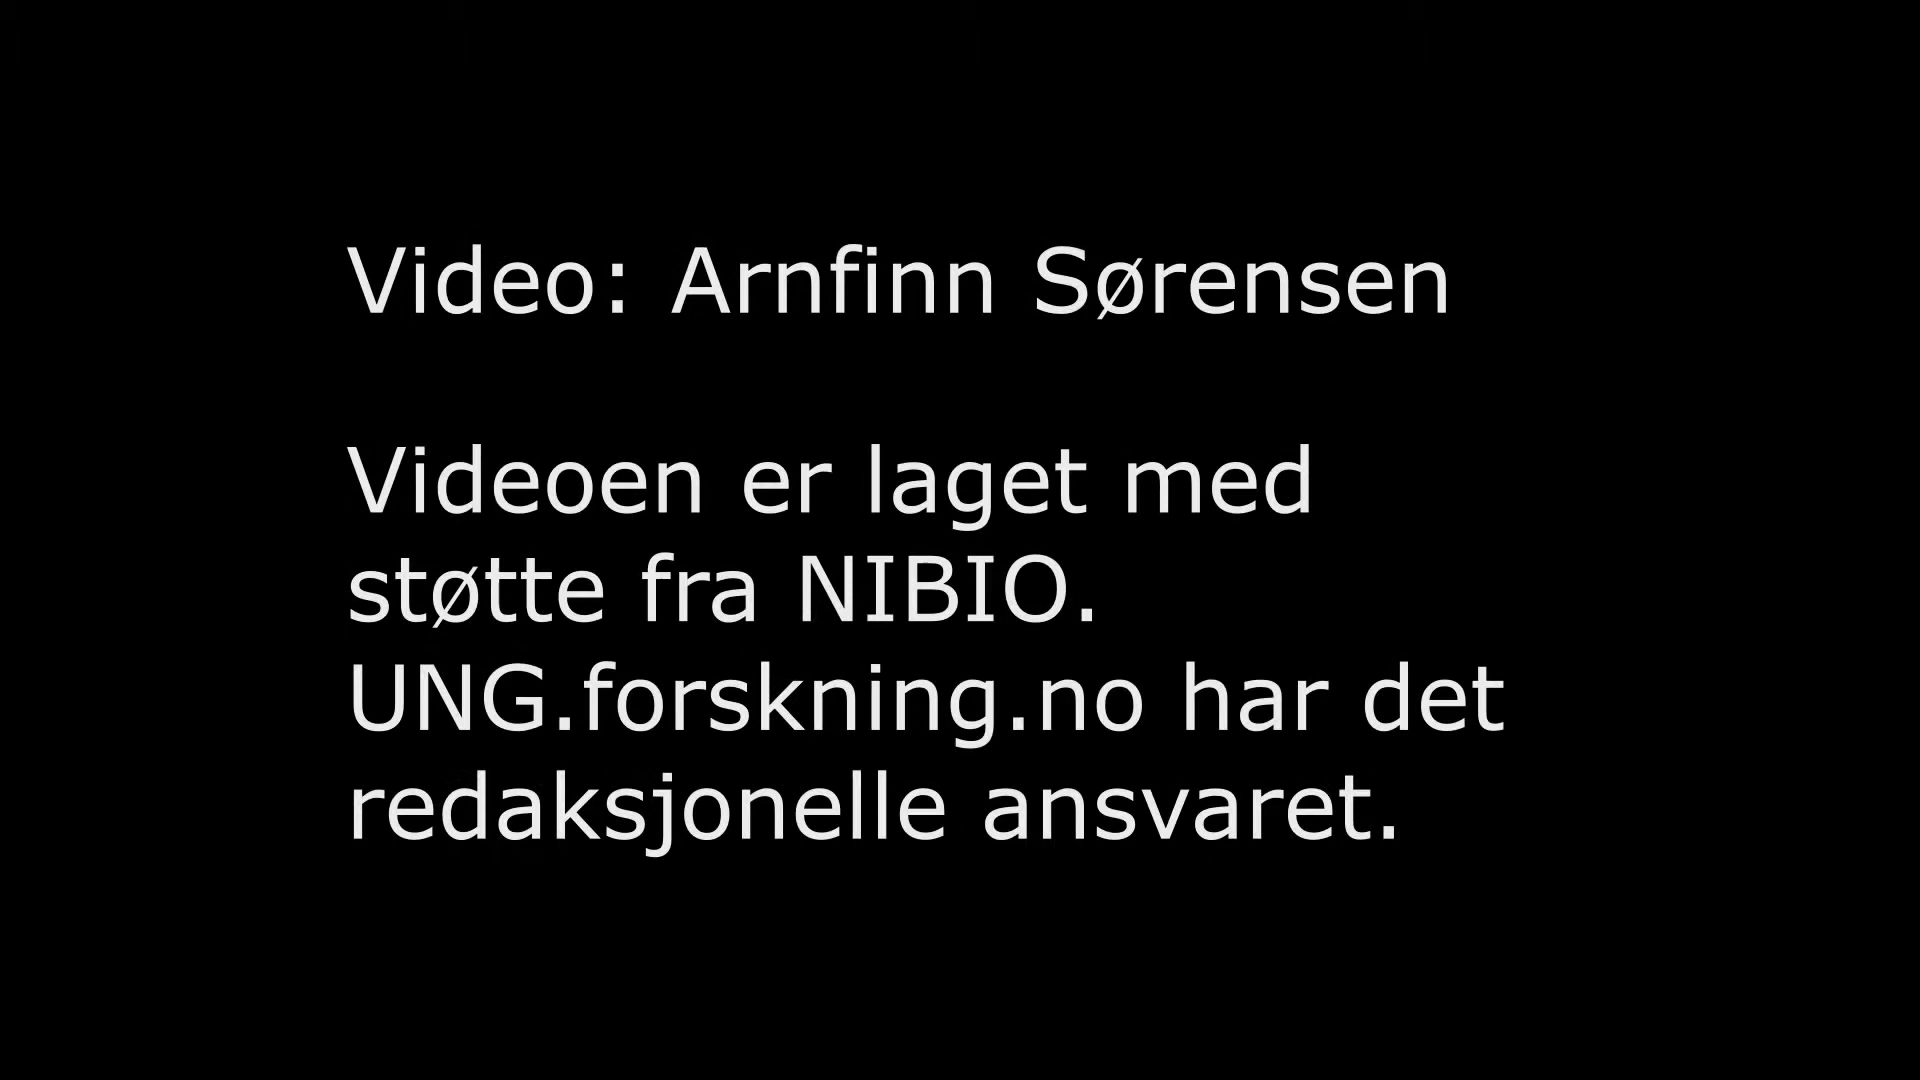 Video: Arnfinn Sørensen
Videoen er laget med
støtte fra NIBIO.
UNG.forskning.no har det
redaksjonelle ansvaret.